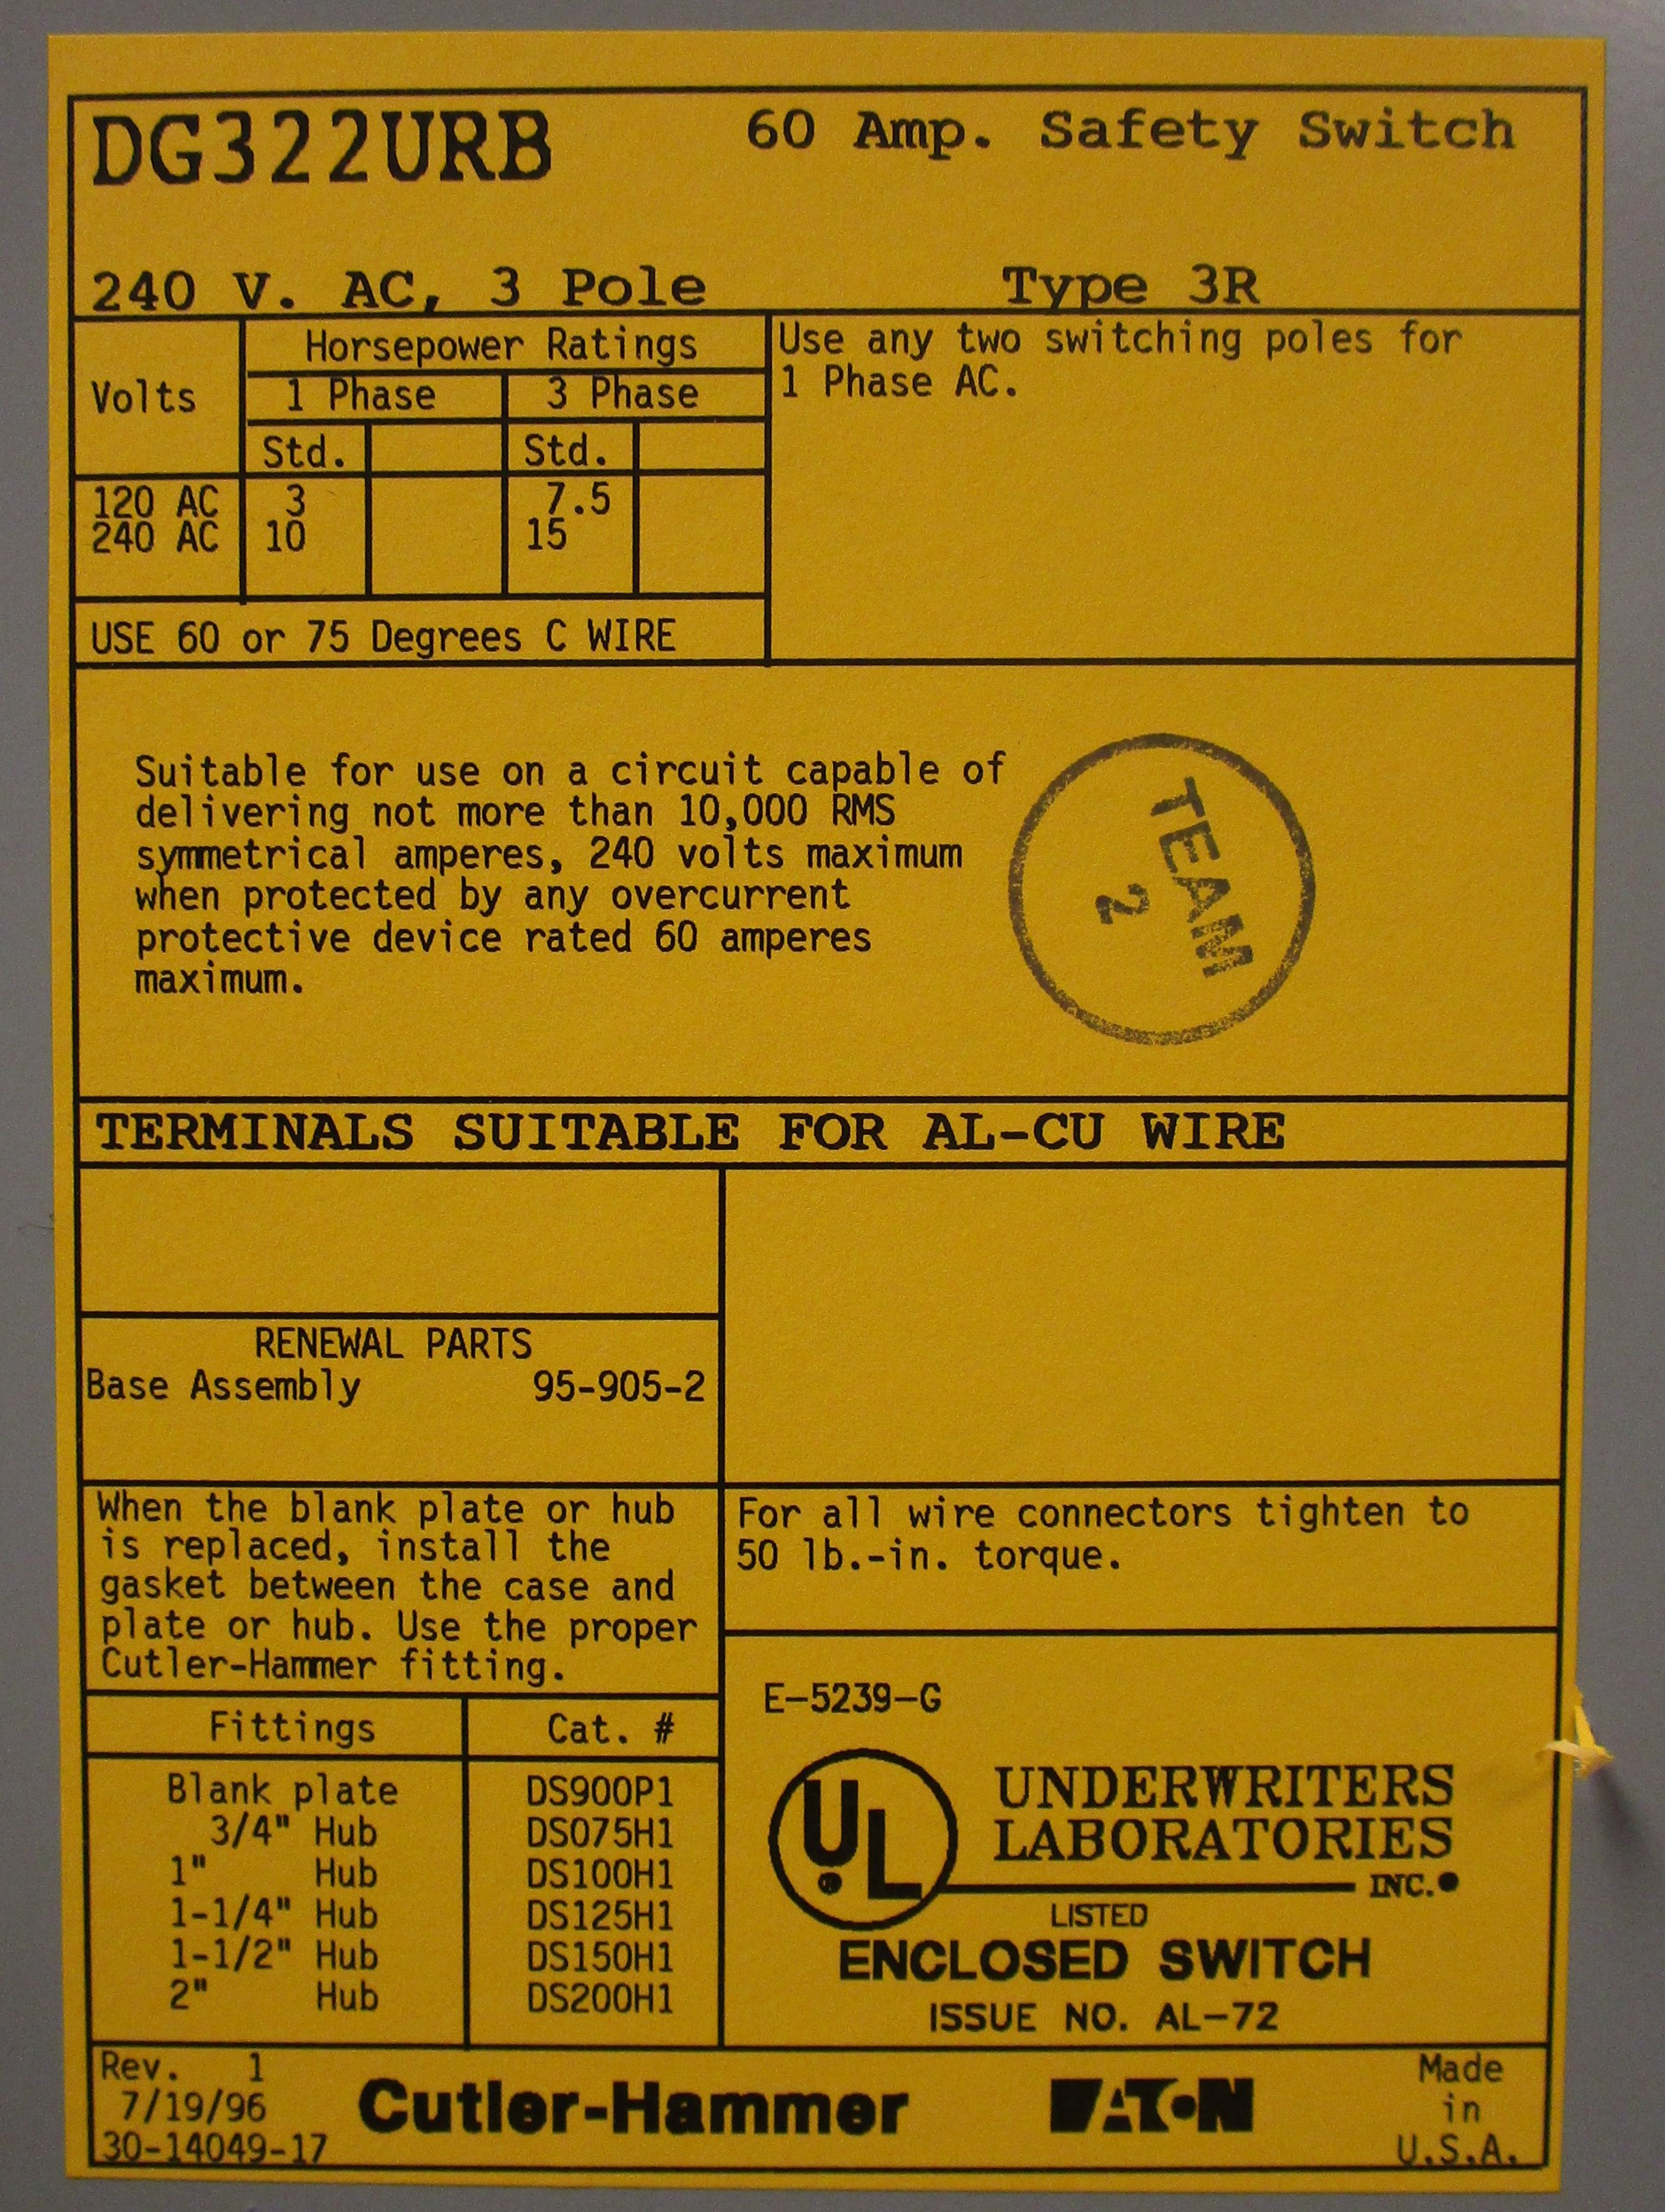 DG322URB 60 Amp. Safety Switch
240 V. AC, 3 Pole Type 3R
Horsepower Ratings
Volts
1 Phase 3 Phase
Std. Std.
120 AC 3 7.5
240 AC 10 15
USE 60 or 75 Degrees C WIRE
Use any two switching poles for
1 Phase AC.
Suitable for use on a circuit capable of
delivering not more than 10,000 RMS
symmetrical amperes, 240 volts maximum
when protected by any overcurrent
protective device rated 60 amperes
maximum.
TEAM
2
TERMINALS SUITABLE FOR AL-CU WIRE
RENEWAL PARTS
Base Assembly 95-905-2
When the blank plate or hub
is replaced, install the
gasket between the case and
plate or hub. Use the proper
Cutler-Hammer fitting.
For all wire connectors tighten to
50 lb.-in. torque.
Fittings Cat. #
Blank plate DS900P1
3/4" Hub DS075H1
1" Hub DS100H1
1-1/4" Hub DS125H1
1-1/2" Hub DS150H1
2" Hub DS200H1
E-5239-G
UL ®
UNDERWRITERS
LABORATORIES
INC.●
LISTED
ENCLOSED SWITCH
ISSUE NO. AL-72
Rev. 1
7/19/96
30-14049-17
Cutler-Hammer
EATON
Made
in
U.S.A.